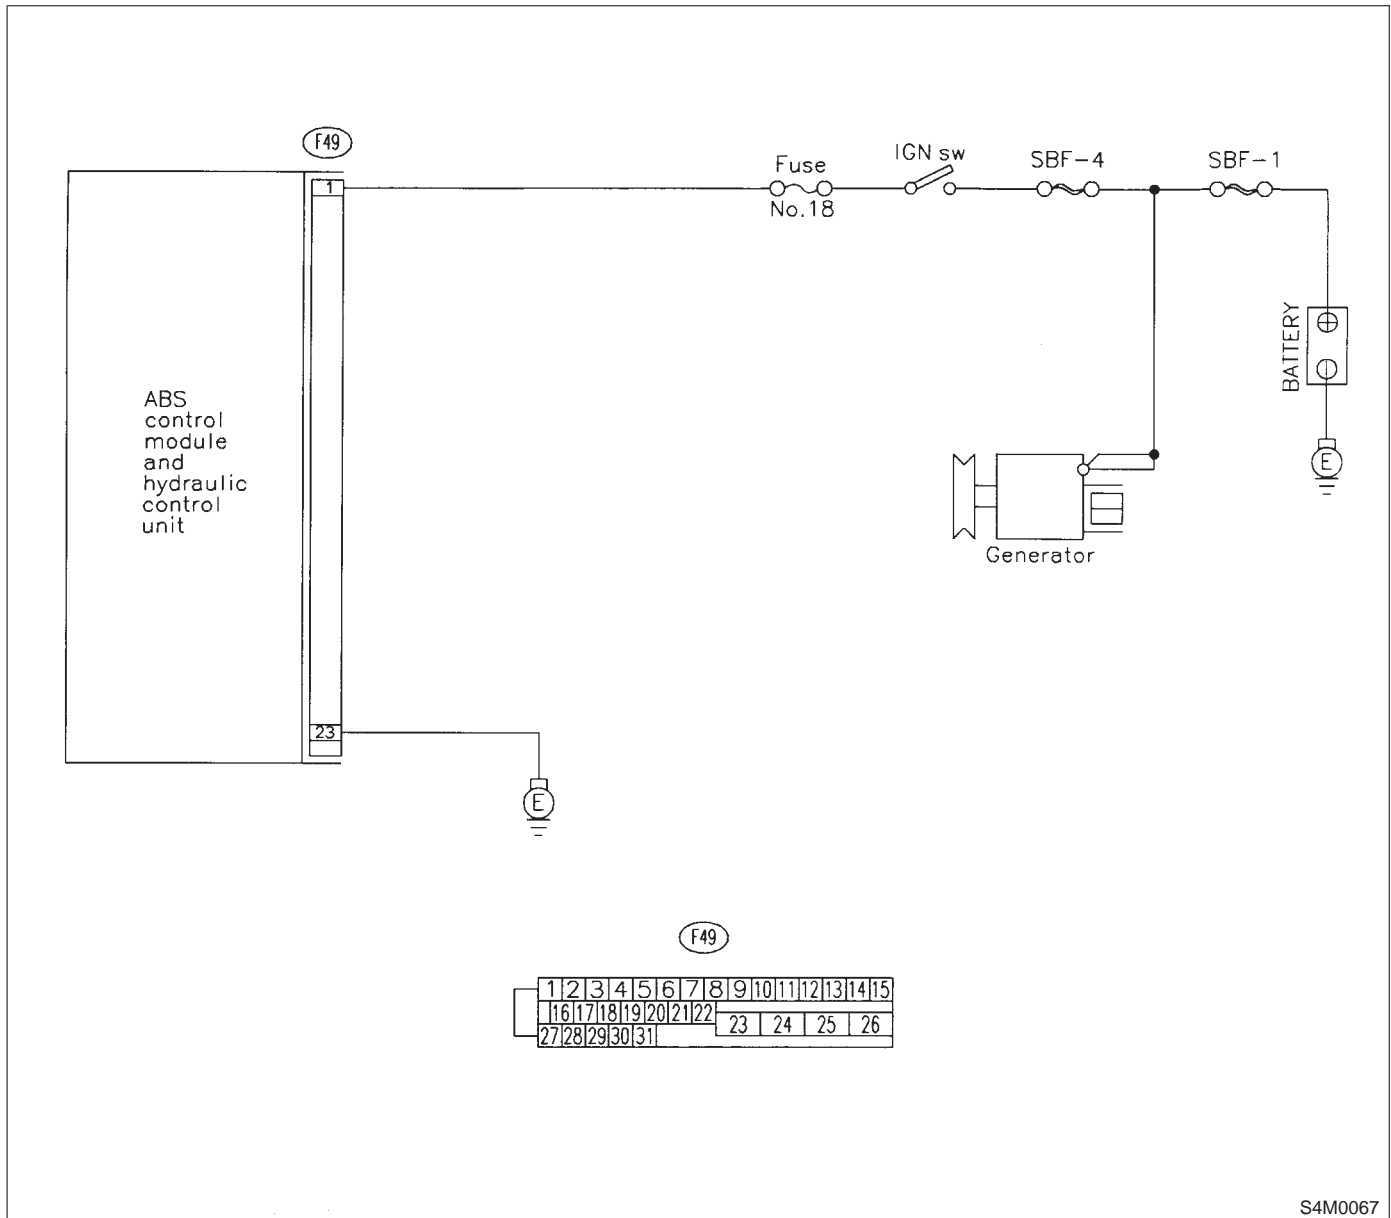 F49
1
Fuse
No.18
IGN sw
SBF-4
SBF-1
BATTERY
ABS
control
module
and
hydraulic
control
unit
Generator
E
23
E
F49
1 2 3 4 5 6 7 8 9 10 11 12 13 14 15
16 17 18 19 20 21 22
23 24 25 26
27 28 29 30 31
S4M0067